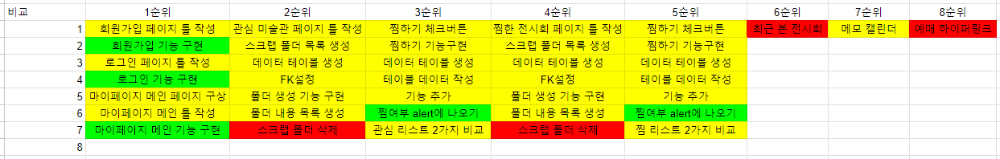 비교 1순위 2순위 3순위 4순위 5순위 6순위 7순위 8순위
1 회원가입 페이지 틀 작성 관심 미술관 페이지 틀 작성 찜하기 체크버튼 찜한 전시회 페이지 틀 작성 찜하기 체크버튼 최근 본 전시회 메모 캘린더 예매 하이퍼링크
2 회원가입 기능 구현 스크랩 폴더 목록 생성 찜하기 기능구현 스크랩 폴더 목록 생성 찜하기 기능구현
3 로그인 페이지 틀 작성 데이터 테이블 생성 데이터 테이블 생성 데이터 테이블 생성 데이터 테이블 생성
4 로그인 기능 구현 FK설정 테이블 데이터 작성 FK설정 테이블 데이터 작성
5 마이페이지 메인 페이지 구상 폴더 생성 기능 구현 기능 추가 폴더 생성 기능 구현 기능 추가
6 마이페이지 메인 틀 작성 폴더 내용 목록 생성 찜여부 alert에 나오기 폴더 내용 목록 생성 찜여부 alert에 나오기
7 마이페이지 메인 기능 구현 스크랩 폴더 삭제 관심 리스트 2가지 비교 스크랩 폴더 삭제 찜 리스트 2가지 비교
8